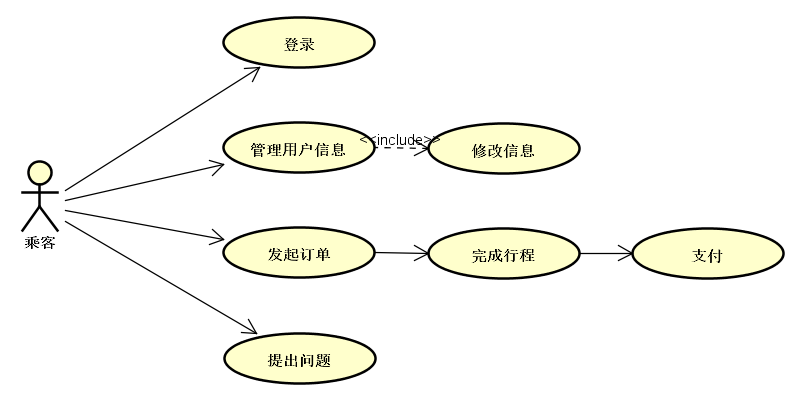 登录
管理用户信息
<<include>>
修改信息
乘客
发起订单
完成行程
支付
提出问题